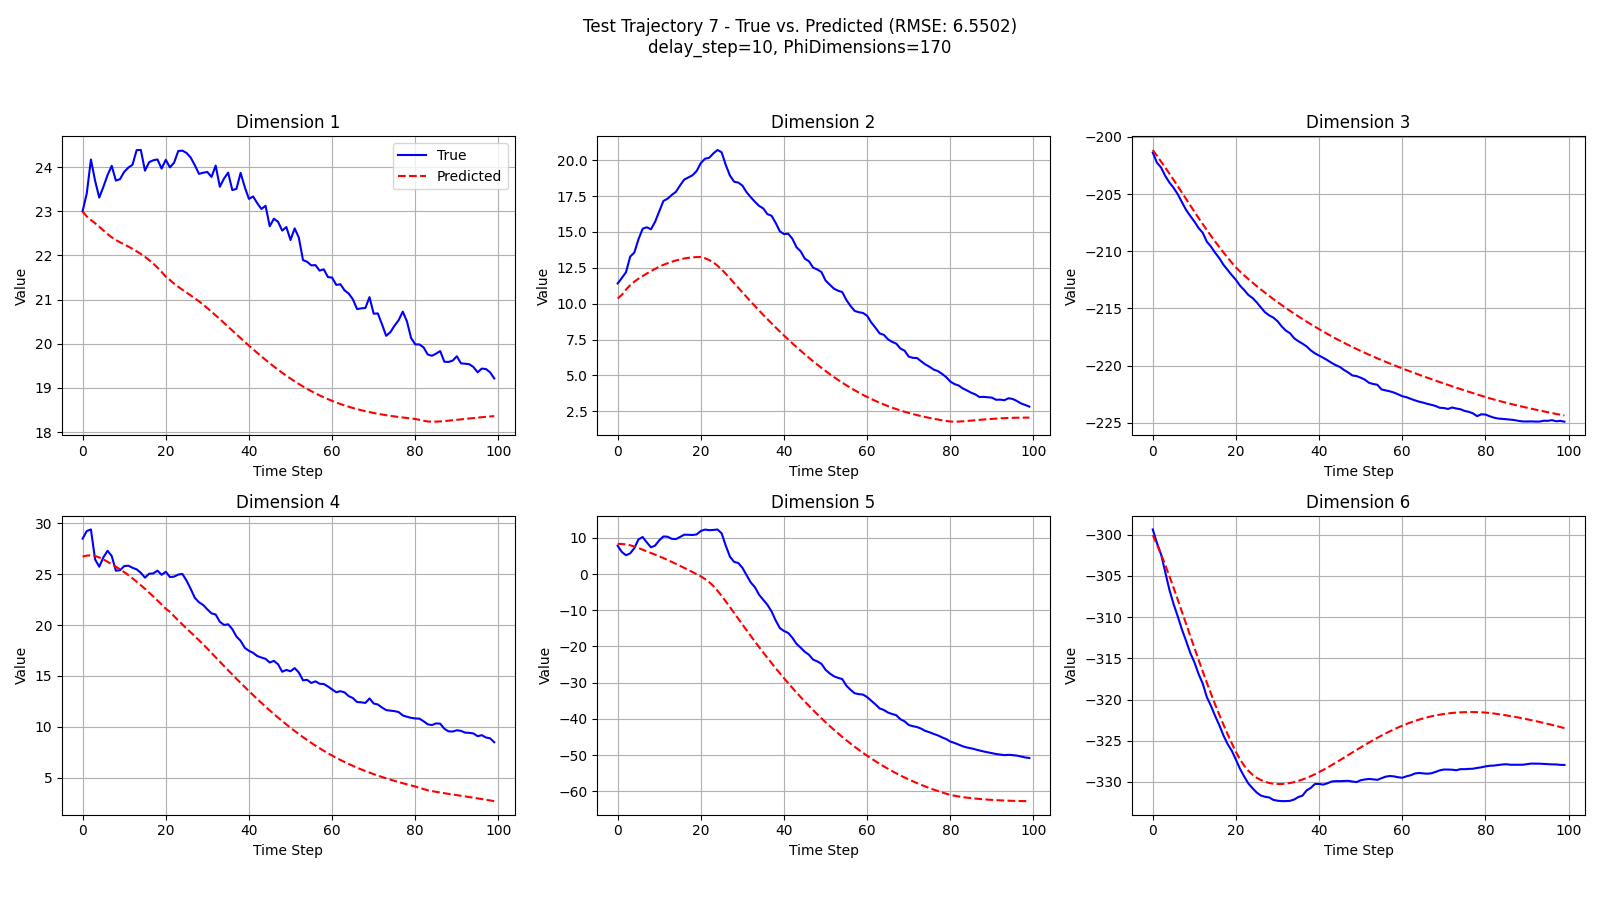 Test Trajectory 7 - True vs. Predicted (RMSE: 6.5502)
delay_step=10, PhiDimensions=170
Dimension 1
Value
24
23
22
21
20
19
18
0 20 40 60 80 100
Time Step
True
Predicted
Dimension 2
Value
20.0
17.5
15.0
12.5
10.0
7.5
5.0
2.5
0 20 40 60 80 100
Time Step
Dimension 3
Value
−200
−205
−210
−215
−220
−225
0 20 40 60 80 100
Time Step
Dimension 4
Value
30
25
20
15
10
5
0 20 40 60 80 100
Time Step
Dimension 5
Value
10
0
−10
−20
−30
−40
−50
−60
0 20 40 60 80 100
Time Step
Dimension 6
Value
−300
−305
−310
−315
−320
−325
−330
0 20 40 60 80 100
Time Step